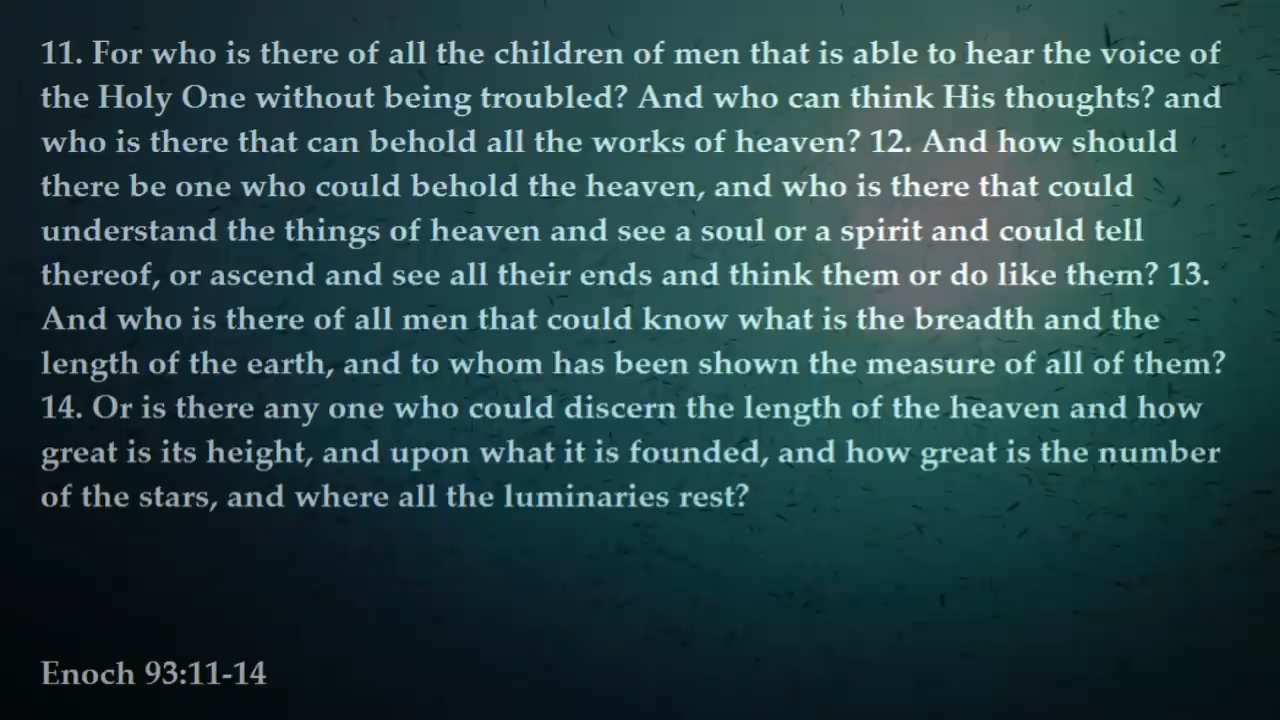 11. For who is there of all the children of men that is able to hear the voice of
the Holy One without being troubled? And who can think His thoughts? and
who is there that can behold all the works of heaven? 12. And how should
there be one who could behold the heaven, and who is there that could
understand the things of heaven and see a soul or a spirit and could tell
thereof, or ascend and see all their ends and think them or do like them? 13.
And who is there of all men that could know what is the breadth and the
length of the earth, and to whom has been shown the measure of all of them?
14. Or is there any one who could discern the length of the heaven and how
great is its height, and upon what it is founded, and how great is the number
of the stars, and where all the luminaries rest?
Enoch 93:11-14